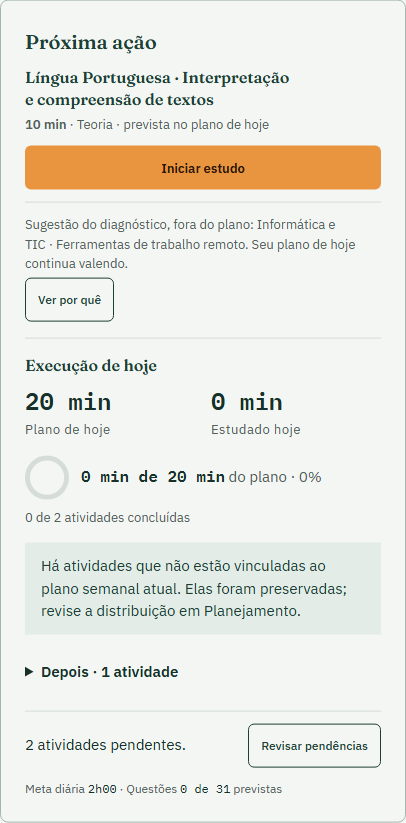 Próxima ação
Língua Portuguesa · Interpretação
e compreensão de textos
10 min · Teoria · prevista no plano de hoje
Iniciar estudo
Sugestão do diagnóstico, fora do plano: Informática e
TIC · Ferramentas de trabalho remoto. Seu plano de hoje
continua valendo.
Ver por quê
Execução de hoje
20 min
0 min
Plano de hoje
Estudado hoje
0 min de 20 min do plano · 0%
0 de 2 atividades concluídas
Há atividades que não estão vinculadas ao
plano semanal atual. Elas foram preservadas;
revise a distribuição em Planejamento.
Depois · 1 atividade
2 atividades pendentes.
Revisar pendências
Meta diária 2h00 · Questões 0 de 31 previstas